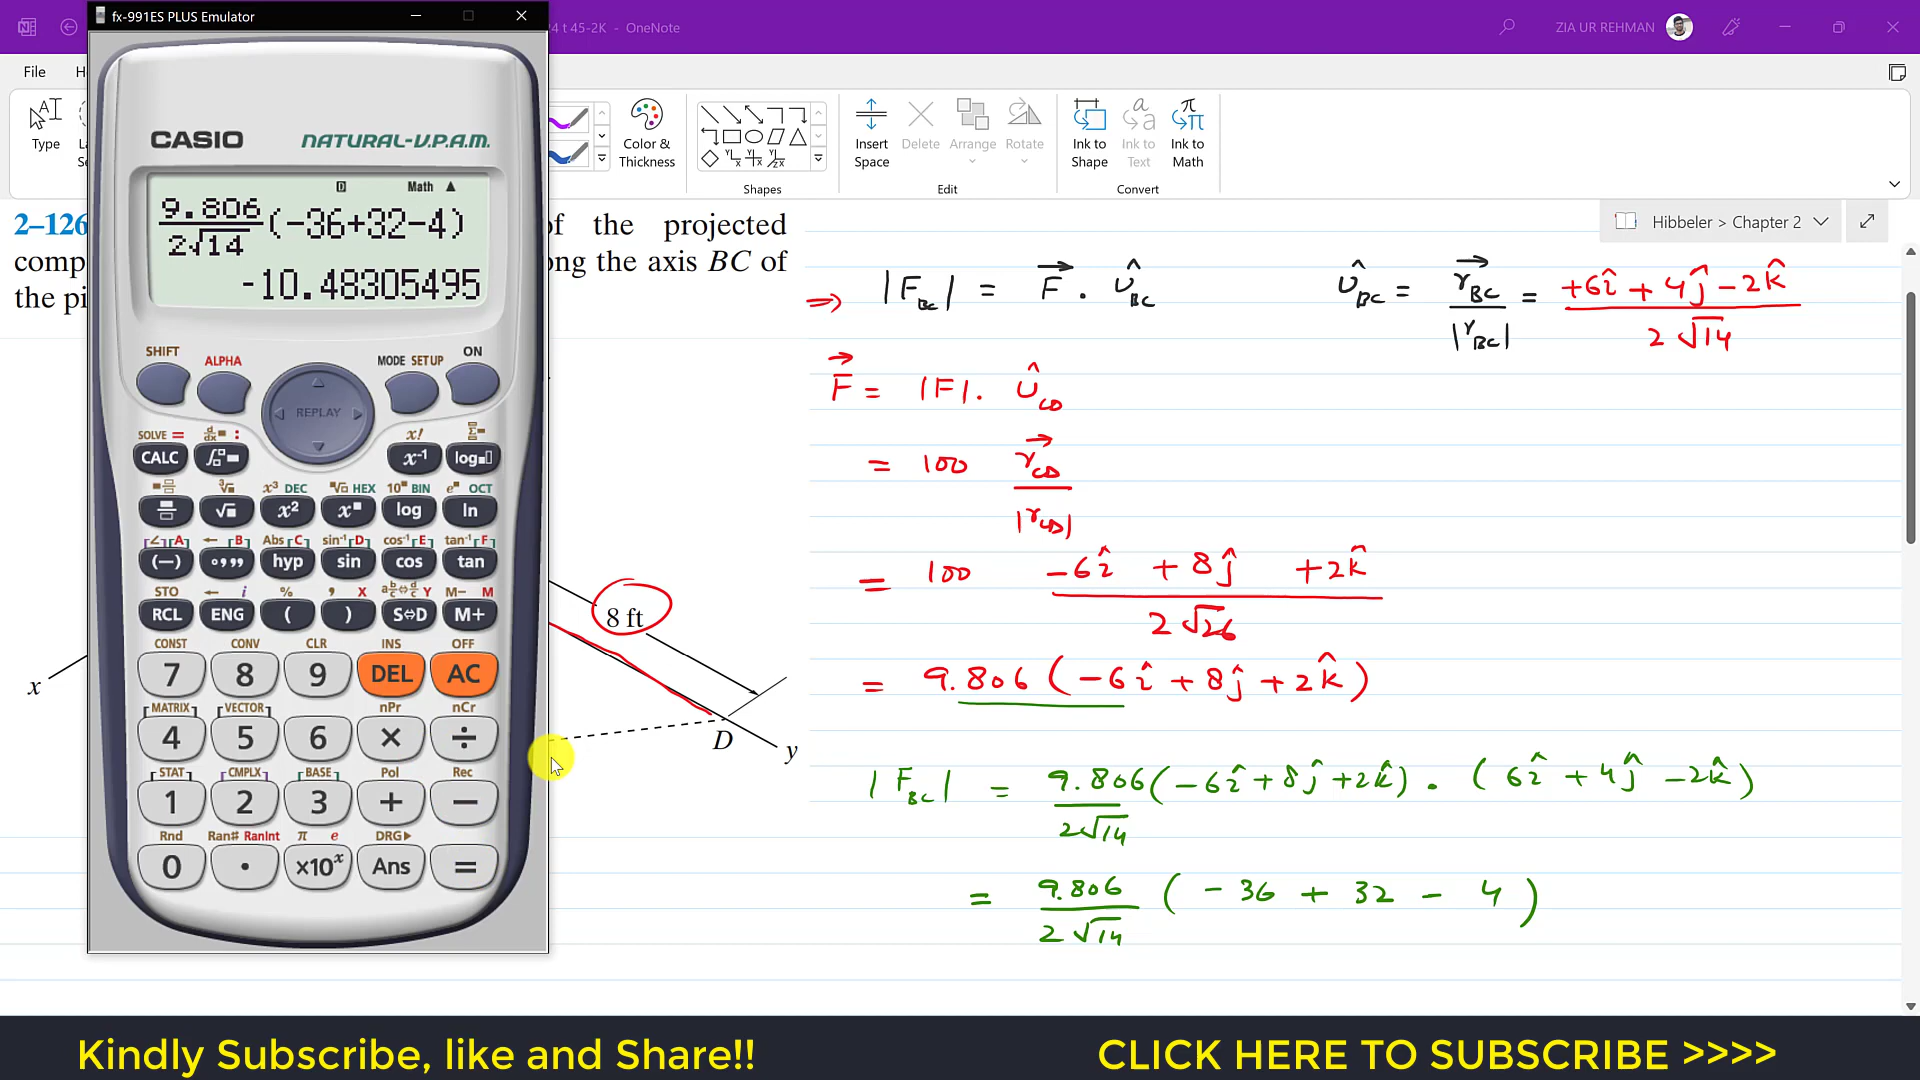 fx-991ES PLUS Emulator
4 t 45-2K - OneNote
ZIA UR REHMAN
File
Type
Color & Thickness
Insert Space
Delete
Arrange
Rotate
Ink to Shape
Ink to Text
Ink to Math
Shapes
Edit
Convert
Hibbeler > Chapter 2
2–126
of the projected
comp
ong the axis BC of
the pi
CASIO
NATURAL-V.P.A.M.
D Math
9.806/2√14(-36+32-4)
-10.48305495
SHIFT ALPHA MODE SETUP ON
REPLAY
SOLVE = d/dx : x! Σ
CALC ∫ x⁻¹ log
x³ DEC ˣ√ HEX 10ˣ BIN eˣ OCT
√ x² xˣ log ln
∠ A ← B Abs C sin⁻¹ D cos⁻¹ E tan⁻¹ F
(−) °,,, hyp sin cos tan
STO ← i % , X a b/c⇔d/c Y M− M
RCL ENG ( ) S⇔D M+
CONST CONV CLR INS OFF
7 8 9 DEL AC
MATRIX VECTOR nPr nCr
4 5 6 × ÷
STAT CMPLX BASE Pol Rec
1 2 3 + −
Rnd Ran# RanInt π e DRG▶
0 . ×10ˣ Ans =
8 ft
x
D
y
⇒ |F_BC| = F⃗ . Û_BC
Û_BC = r⃗_BC / |r_BC| = +6î + 4ĵ - 2k̂ / 2√14
F⃗ = |F|. Û_CD
= 100 r⃗_CD / |r_CD|
= 100 -6î + 8ĵ + 2k̂ / 2√26
= 9.806 (-6î + 8ĵ + 2k̂)
|F_BC| = 9.806/2√14 (-6î + 8ĵ + 2k̂) . (6î + 4ĵ - 2k̂)
= 9.806/2√14 (-36 + 32 - 4)
Kindly Subscribe, like and Share!!
CLICK HERE TO SUBSCRIBE >>>>